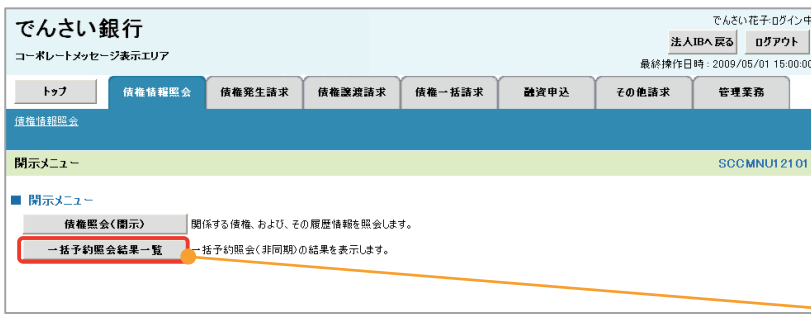 でんさい銀行
コーポレートメッセージ表示エリア
でんさい花子:ログイン中
法人IBへ戻る ログアウト
最終操作日時：2009/05/01 15:00:00
トップ 債権情報照会 債権発生請求 債権譲渡請求 債権一括請求 融資申込 その他請求 管理業務
債権情報照会
開示メニュー SCCMNU12101
■ 開示メニュー
債権照会(開示) 関係する債権、および、その履歴情報を照会します。
一括予約照会結果一覧 一括予約照会(非同期)の結果を表示します。